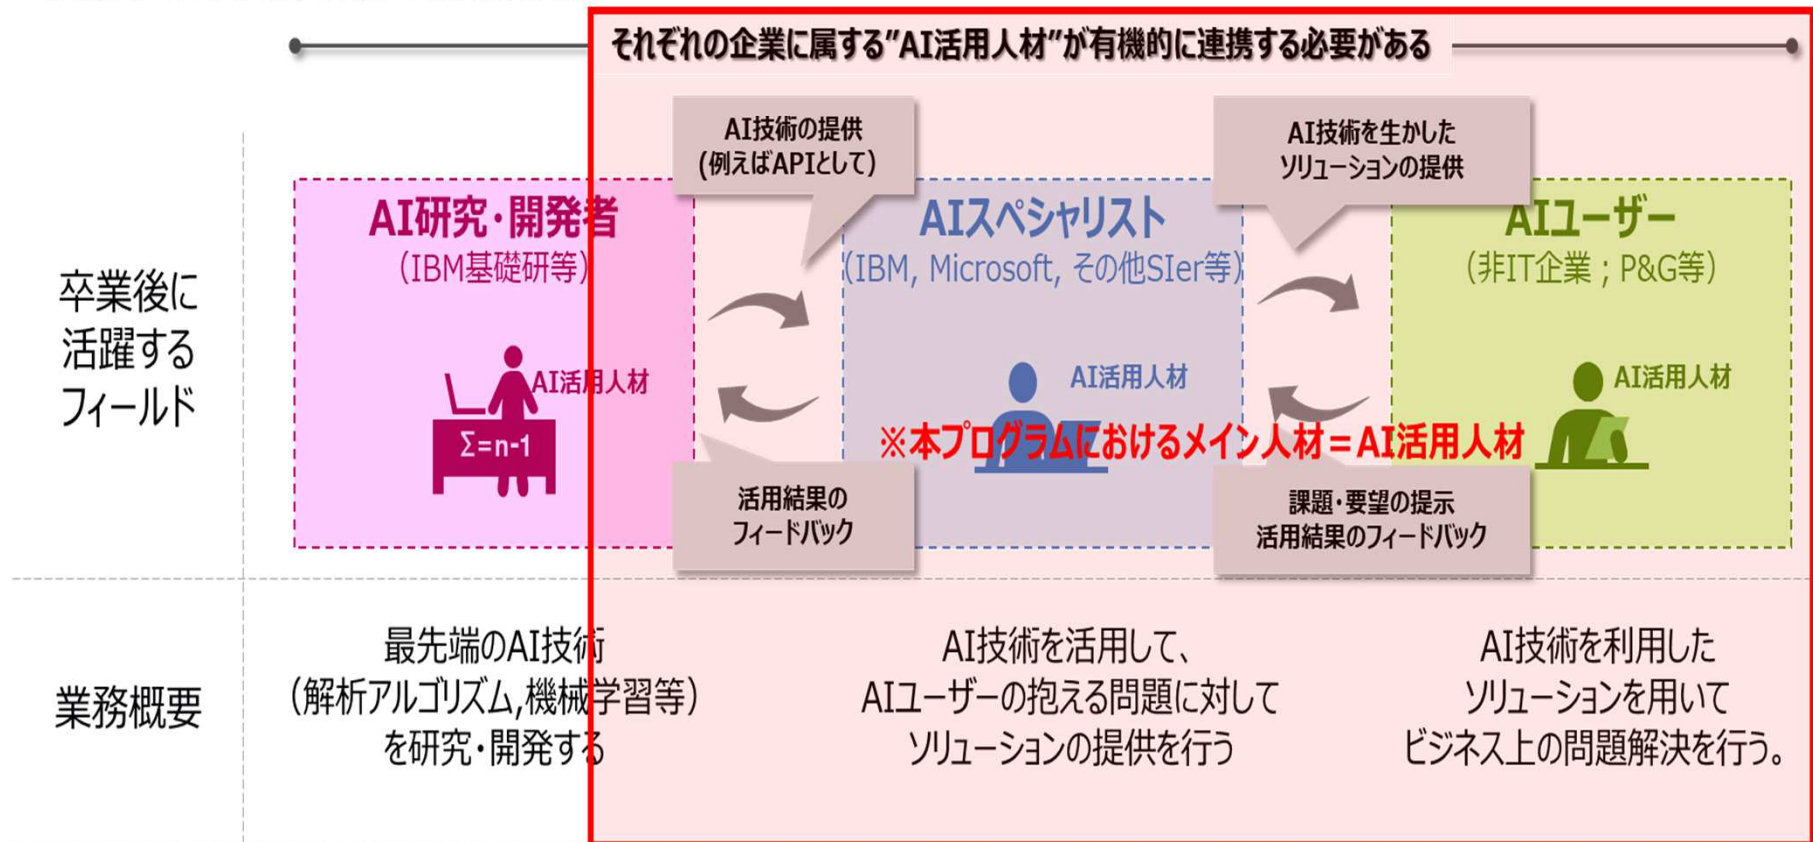 それぞれの企業に属する”AI活用人材”が有機的に連携する必要がある
AI技術の提供
(例えばAPIとして)
AI技術を生かした
ソリューションの提供
卒業後に
活躍する
フィールド
AI研究・開発者
(IBM基礎研等)
AI活用人材
Σ=n-1
AIスペシャリスト
(IBM, Microsoft, その他SIer等)
AI活用人材
AIユーザー
(非IT企業 ; P&G等)
AI活用人材
※本プログラムにおけるメイン人材=AI活用人材
活用結果の
フィードバック
課題・要望の提示
活用結果のフィードバック
業務概要
最先端のAI技術
(解析アルゴリズム,機械学習等)
を研究・開発する
AI技術を活用して、
AIユーザーの抱える問題に対して
ソリューションの提供を行う
AI技術を利用した
ソリューションを用いて
ビジネス上の問題解決を行う。